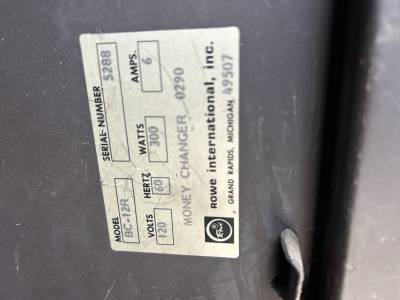 MODEL SERIAL NUMBER
BC-12R 5288
VOLTS HERTZ WATTS AMPS.
120 60 300 6
MONEY CHANGER 0290
Rowe
rowe international, inc.
GRAND RAPIDS, MICHIGAN 49507